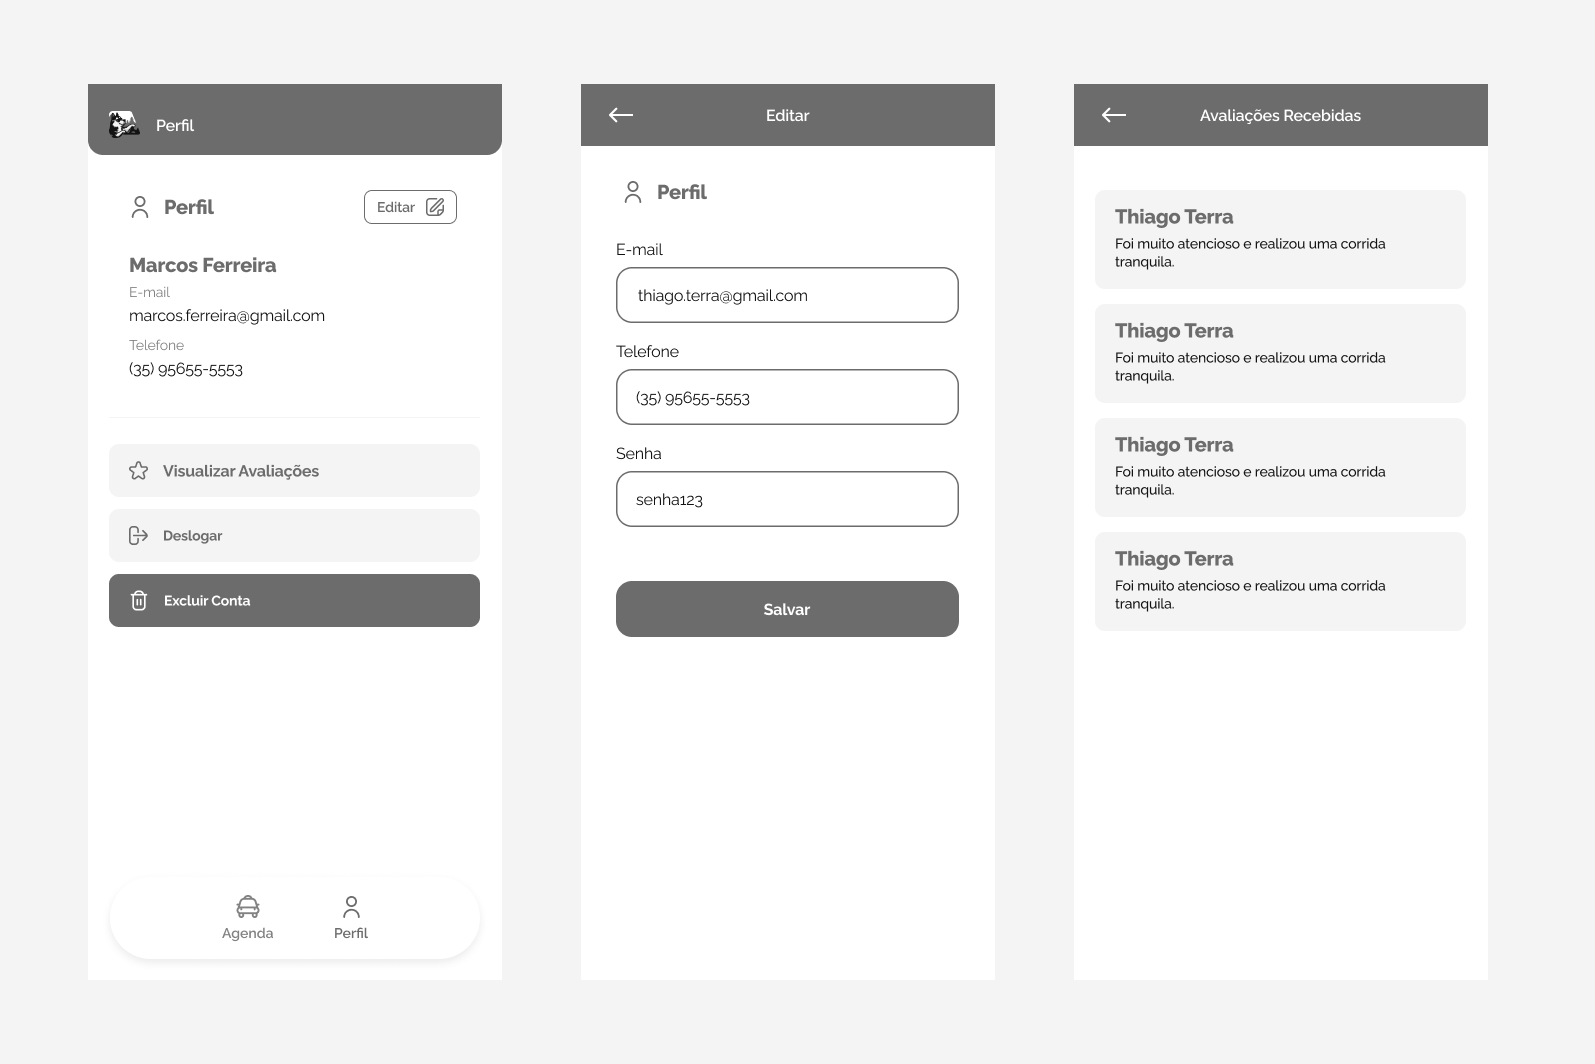 Perfil
Perfil
Editar
Marcos Ferreira
E-mail
marcos.ferreira@gmail.com
Telefone
(35) 95655-5553
Visualizar Avaliações
Deslogar
Excluir Conta
Agenda
Perfil
Editar
Perfil
E-mail
thiago.terra@gmail.com
Telefone
(35) 95655-5553
Senha
senha123
Salvar
Avaliações Recebidas
Thiago Terra
Foi muito atencioso e realizou uma corrida
tranquila.
Thiago Terra
Foi muito atencioso e realizou uma corrida
tranquila.
Thiago Terra
Foi muito atencioso e realizou uma corrida
tranquila.
Thiago Terra
Foi muito atencioso e realizou uma corrida
tranquila.